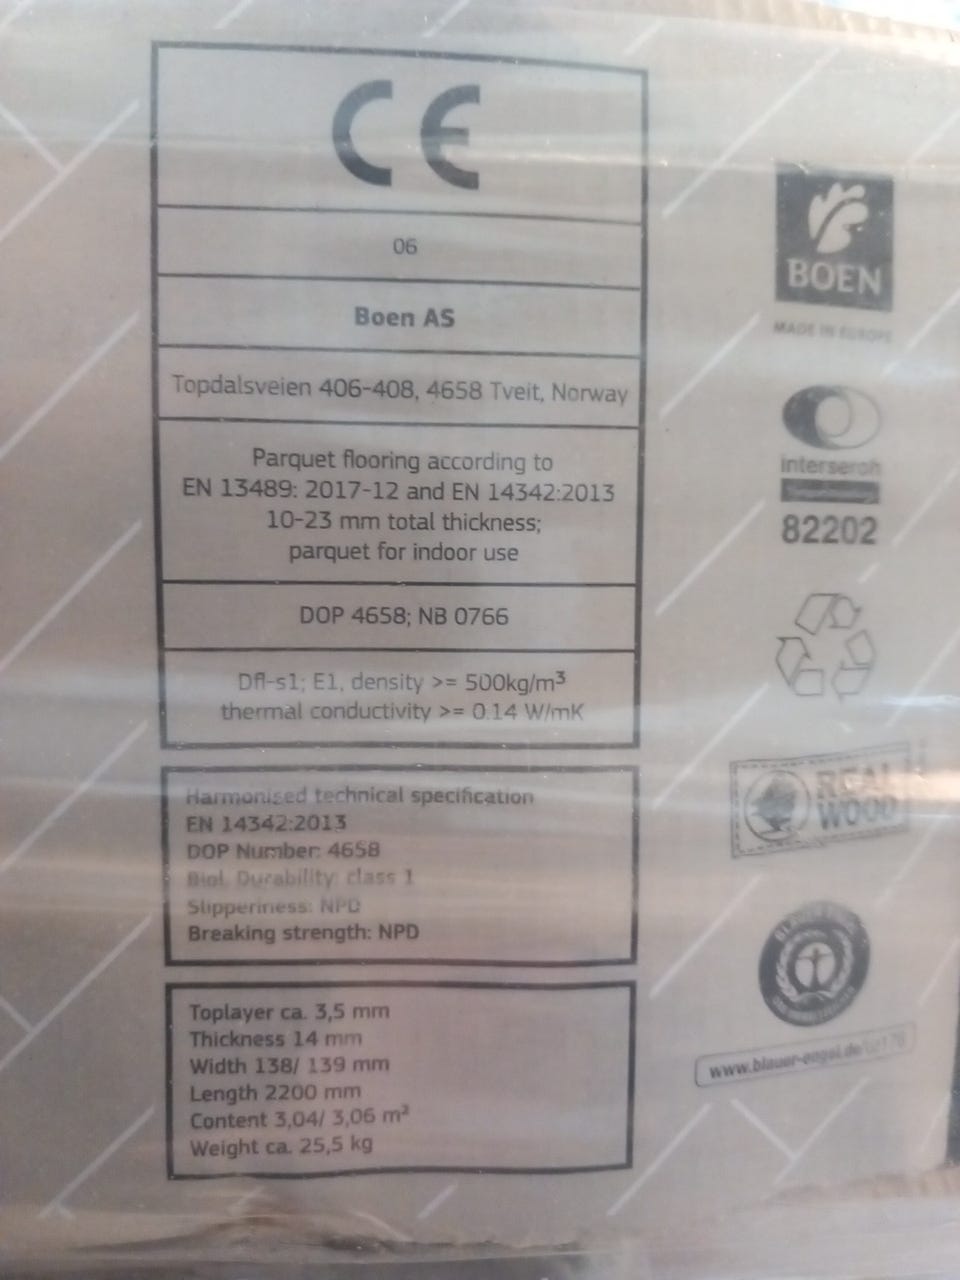 CE
06
Boen AS
Topdalsveien 406-408, 4658 Tveit, Norway
Parquet flooring according to
EN 13489: 2017-12 and EN 14342:2013
10-23 mm total thickness;
parquet for indoor use
DOP 4658; NB 0766
Dfl-s1; E1, density >= 500kg/m³
thermal conductivity >= 0.14 W/mK
Harmonised technical specification
EN 14342:2013
DOP Number: 4658
Biol. Durability: class 1
Slipperiness: NPD
Breaking strength: NPD
Toplayer ca. 3,5 mm
Thickness 14 mm
Width 138/ 139 mm
Length 2200 mm
Content 3,04/ 3,06 m²
Weight ca. 25,5 kg
BOEN
MADE IN EUROPE
interseroh
82202
REAL
WOOD
www.blauer-engel.de/uz176